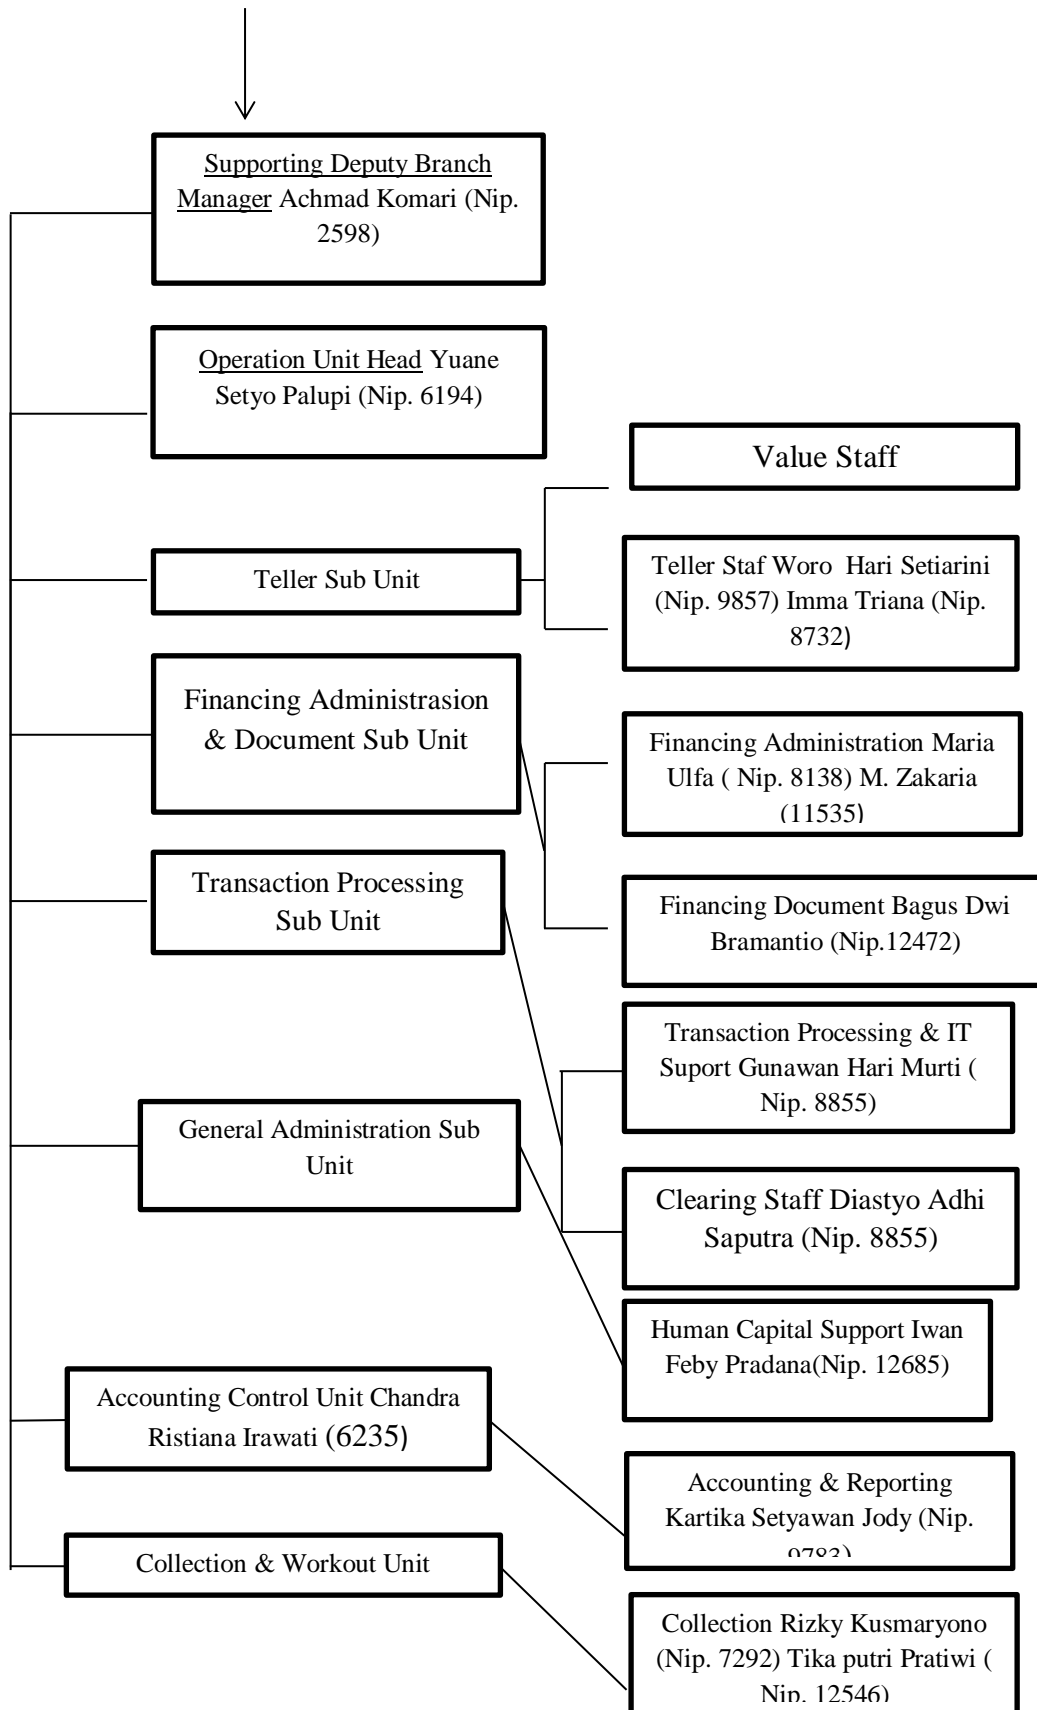 Supporting Deputy Branch
Manager Achmad Komari (Nip.
2598)
Operation Unit Head Yuane
Setyo Palupi (Nip. 6194)
Value Staff
Teller Sub Unit
Teller Staf Woro  Hari Setiarini
(Nip. 9857) Imma Triana (Nip.
8732)
Financing Administrasion
& Document Sub Unit
Financing Administration Maria
Ulfa ( Nip. 8138) M. Zakaria
(11535)
Transaction Processing
Sub Unit
Financing Document Bagus Dwi
Bramantio (Nip.12472)
Transaction Processing & IT
Suport Gunawan Hari Murti (
Nip. 8855)
General Administration Sub
Unit
Clearing Staff Diastyo Adhi
Saputra (Nip. 8855)
Human Capital Support Iwan
Feby Pradana(Nip. 12685)
Accounting Control Unit Chandra
Ristiana Irawati (6235)
Accounting & Reporting
Kartika Setyawan Jody (Nip.
9783)
Collection & Workout Unit
Collection Rizky Kusmaryono
(Nip. 7292) Tika putri Pratiwi (
Nip. 12546)